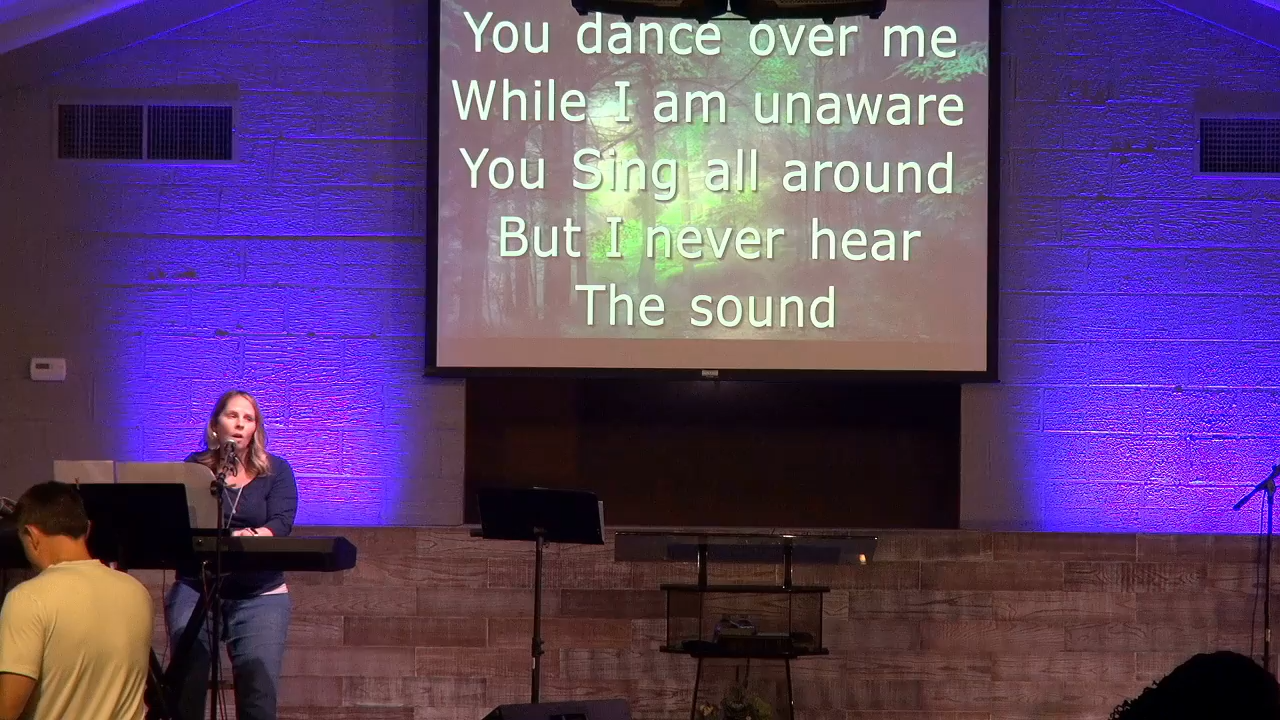 You dance over me
While I am unaware
You Sing all around
But I never hear
The sound